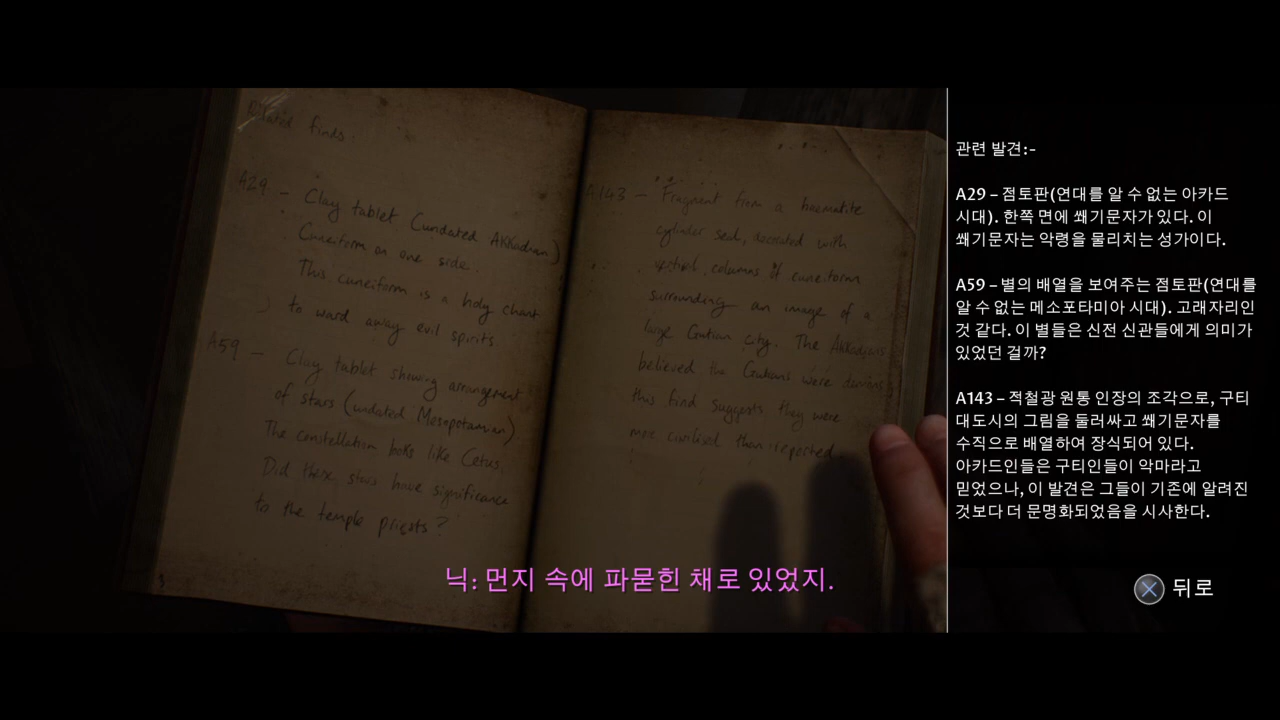 Related finds.
A29 – Clay tablet (undated Akkadian)
Cuneiform on one side.
This cuneiform is a holy chant
to ward away evil spirits
A59 – Clay tablet showing arrangement
of stars (undated Mesopotamian)
The constellation looks like Cetus.
Did these stars have significance
to the temple priests?
A143 – Fragment from a haematite
cylinder seal, decorated with
vertical columns of cuneiform
surrounding an image of a
large Gutian city. The Akkadians
believed the Gutians were demons
this find suggests they were
more civilised than reported
관련 발견:-
A29 – 점토판(연대를 알 수 없는 아카드
시대). 한쪽 면에 쐐기문자가 있다. 이
쐐기문자는 악령을 물리치는 성가이다.
A59 – 별의 배열을 보여주는 점토판(연대를
알 수 없는 메소포타미아 시대). 고래자리인
것 같다. 이 별들은 신전 신관들에게 의미가
있었던 걸까?
A143 – 적철광 원통 인장의 조각으로, 구티
대도시의 그림을 둘러싸고 쐐기문자를
수직으로 배열하여 장식되어 있다.
아카드인들은 구티인들이 악마라고
믿었으나, 이 발견은 그들이 기존에 알려진
것보다 더 문명화되었음을 시사한다.
닉: 먼지 속에 파묻힌 채로 있었지.
뒤로